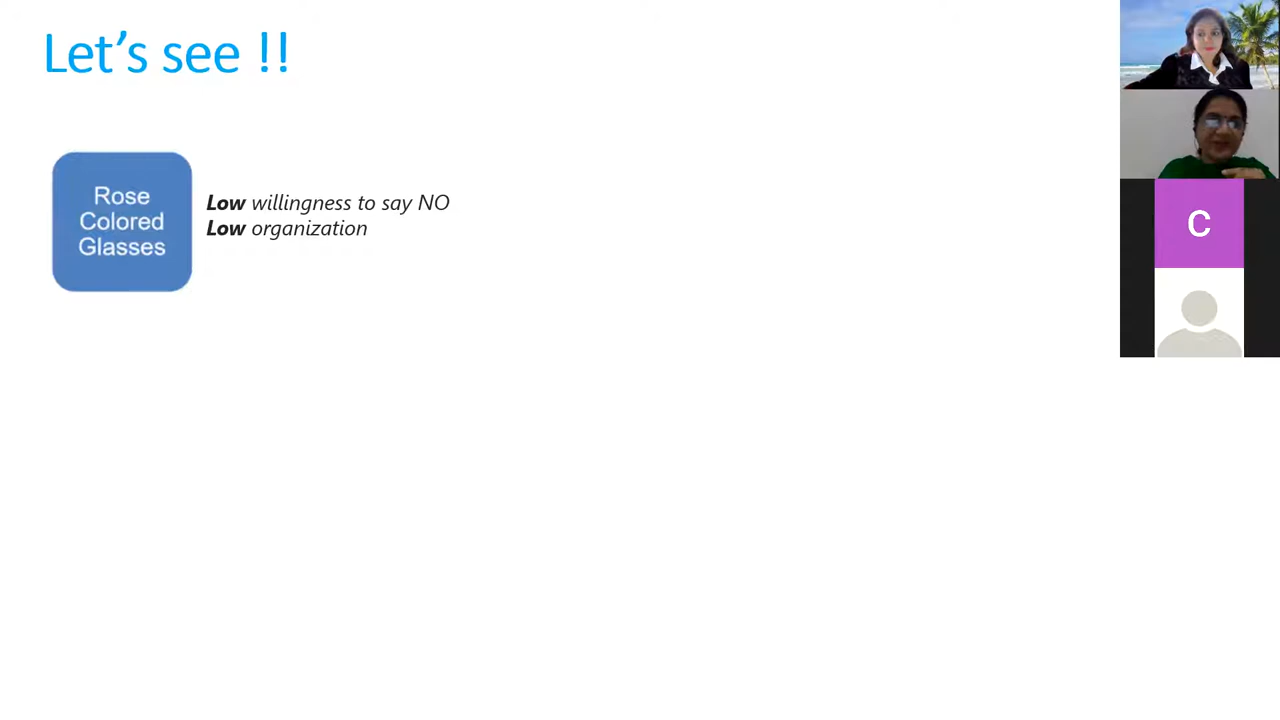 Let's see !!
Rose
Colored
Glasses
Low willingness to say NO
Low organization
C